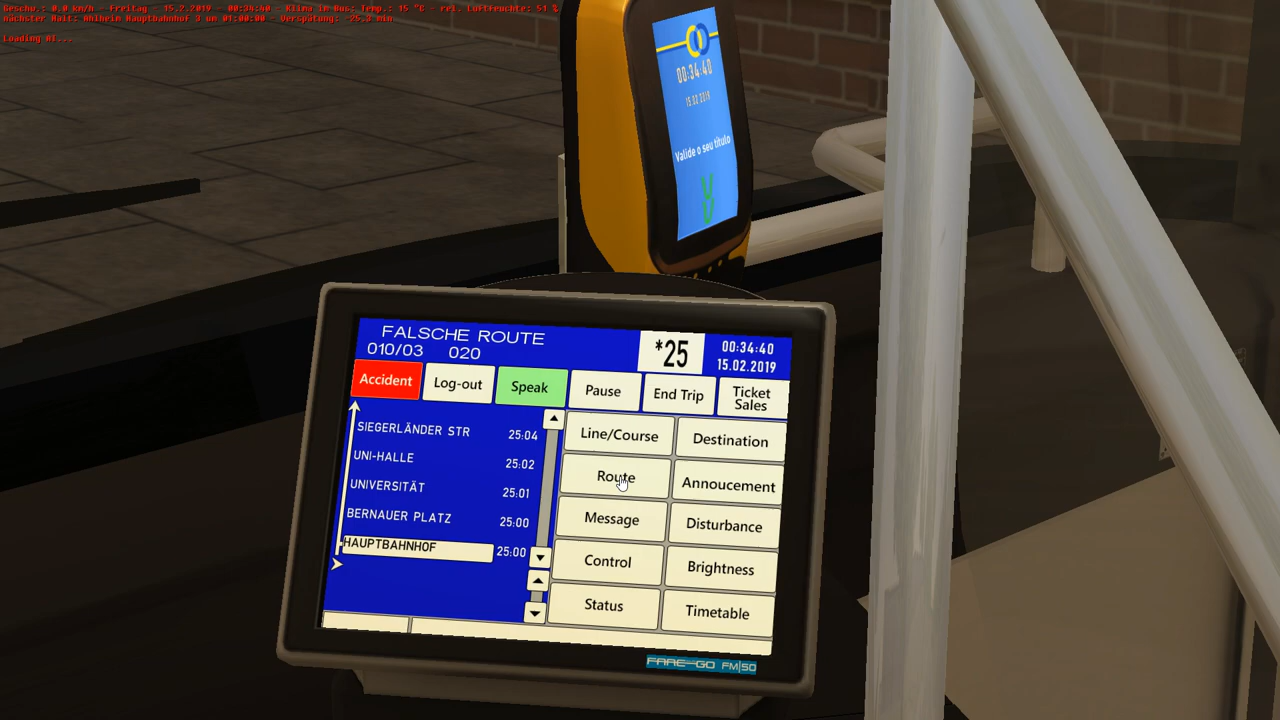 Geschw.: 0.0 km/h - Freitag - 15.2.2019 - 00:34:40 - Klima im Bus: Temp.: 15 °C - rel. Luftfeuchte: 51 %
nächster Halt: Ahlheim Hauptbahnhof 3 um 01:00:00 - Verspätung: -25.3 min
Loading AI...
00:34:40
15.02.2019
Valide o seu título
FALSCHE ROUTE
010/03 020
*25
00:34:40
15.02.2019
Accident
Log-out
Speak
Pause
End Trip
Ticket
Sales
SIEGERLÄNDER STR 25:04
UNI-HALLE 25:02
UNIVERSITÄT 25:01
BERNAUER PLATZ 25:00
HAUPTBAHNHOF 25:00
Line/Course
Destination
Route
Annoucement
Message
Disturbance
Control
Brightness
Status
Timetable
FARE-GO FM|50